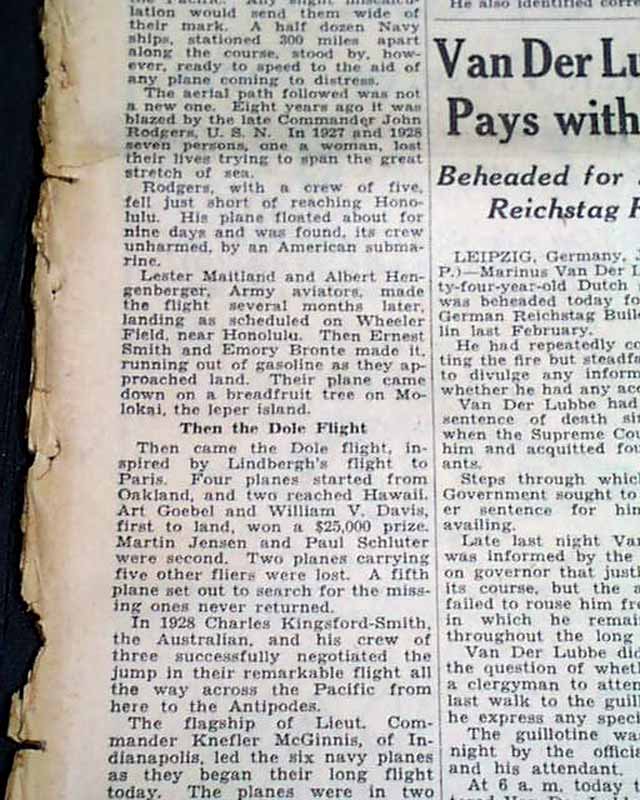 the Pacific. Any slight miscalcu-
lation would send them wide of
their mark. A half dozen Navy
ships, stationed 300 miles apart
along the course, stood by, how-
ever, ready to speed to the aid of
any plane coming to distress.
The aerial path followed was not
a new one. Eight years ago it was
blazed by the late Commander John
Rodgers, U. S. N. In 1927 and 1928
seven persons, one a woman, lost
their lives trying to span the great
stretch of sea.
Rodgers, with a crew of five,
fell just short of reaching Hono-
lulu. His plane floated about for
nine days and was found, its crew
unharmed, by an American subma-
rine.
Lester Maitland and Albert Hen-
genberger, Army aviators, made
the flight several months later,
landing as scheduled on Wheeler
Field, near Honolulu. Then Ernest
Smith and Emory Bronte made it,
running out of gasoline as they ap-
proached land. Their plane came
down on a breadfruit tree on Mo-
lokai, the leper island.
Then the Dole Flight
Then came the Dole flight, in-
spired by Lindbergh's flight to
Paris. Four planes started from
Oakland, and two reached Hawaii.
Art Goebel and William V. Davis,
first to land, won a $25,000 prize.
Martin Jensen and Paul Schluter
were second. Two planes carrying
five other fliers were lost. A fifth
plane set out to search for the miss-
ing ones never returned.
In 1928 Charles Kingsford-Smith,
the Australian, and his crew of
three successfully negotiated the
jump in their remarkable flight all
the way across the Pacific from
here to the Antipodes.
The flagship of Lieut. Com-
mander Knefler McGinnis, of In-
dianapolis, led the six navy planes
as they began their long flight
today. The planes were in two
He also identified
Van Der Lu
Pays with
Beheaded for
Reichstag
LEIPZIG, Germany, J
P.)—Marinus Van Der L
ty-four-year-old Dutch
was beheaded today fo
German Reichstag Buil
lin last February.
He had repeatedly co
ting the fire but steadfa
to divulge any inform
whether he had any acc
Van Der Lubbe had
sentence of death si
when the Supreme Cou
him and acquitted fou
ants.
Steps through whic
Government sought to
er sentence for him
availing.
Late last night Va
was informed by the
on governor that justi
its course, but the a
failed to rouse him fr
in which he remai
throughout the long
Van Der Lubbe did
the question of whet
a clergyman to atten
last walk to the guill
he express any speci
The guillotine wa
night by the offici
and his attendant.
At 6 a. m. today